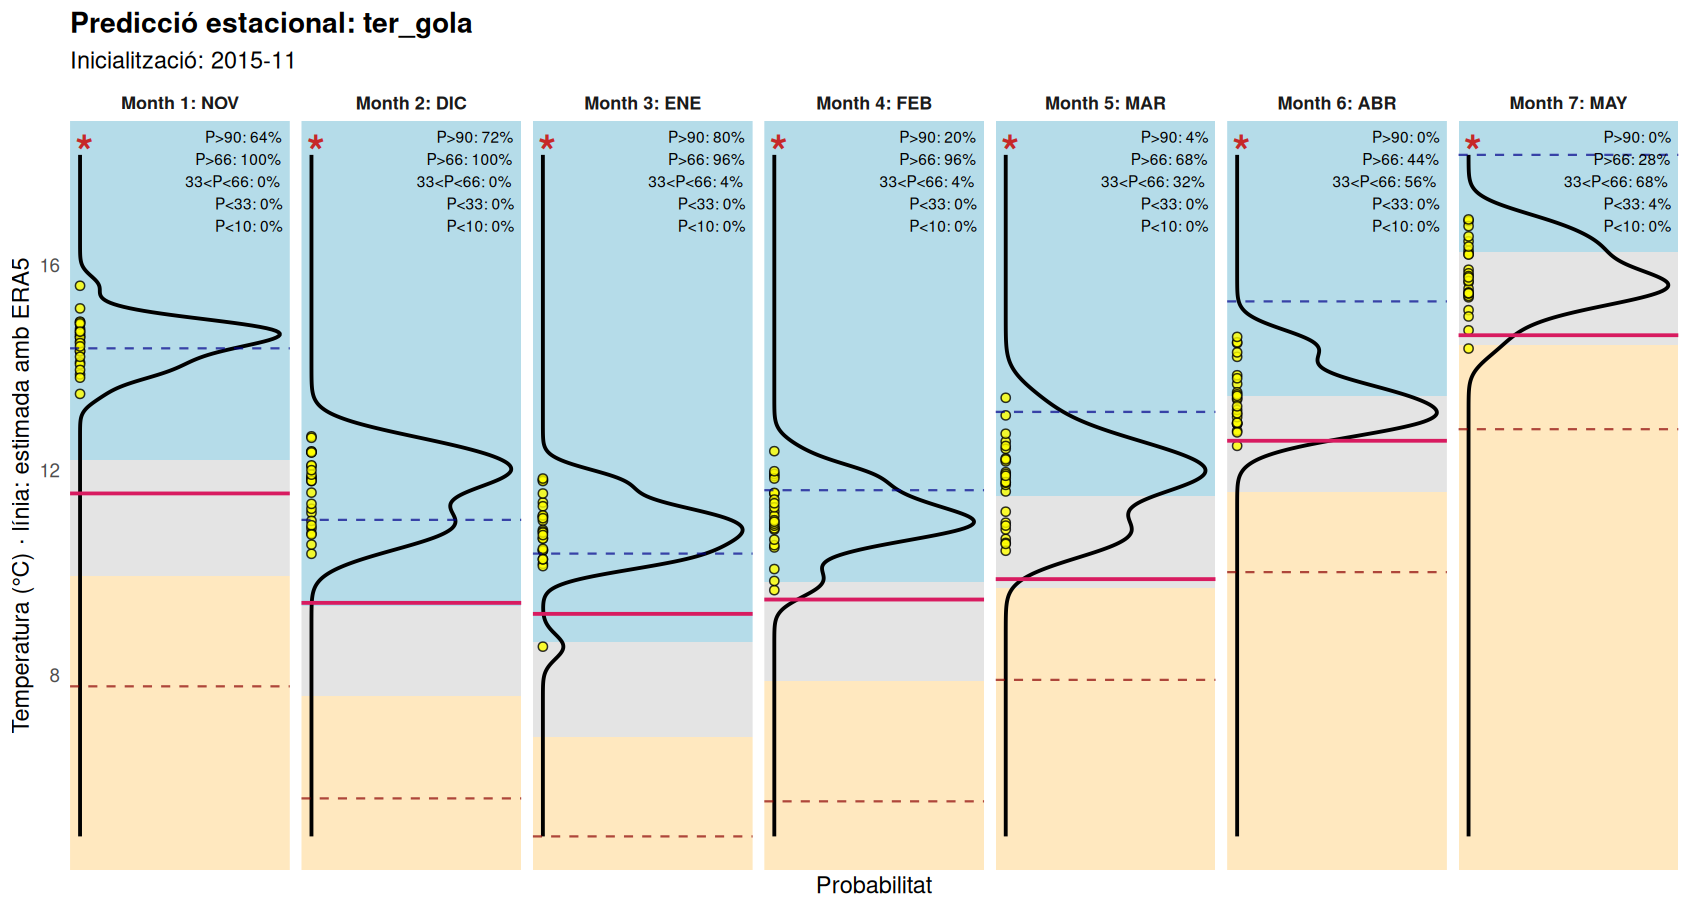 Predicció estacional: ter_gola
Inicialització: 2015-11
Month 1: NOV
Month 2: DIC
Month 3: ENE
Month 4: FEB
Month 5: MAR
Month 6: ABR
Month 7: MAY
*
P>90: 64%
P>66: 100%
33<P<66: 0%
P<33: 0%
P<10: 0%
*
P>90: 72%
P>66: 100%
33<P<66: 0%
P<33: 0%
P<10: 0%
*
P>90: 80%
P>66: 96%
33<P<66: 4%
P<33: 0%
P<10: 0%
*
P>90: 20%
P>66: 96%
33<P<66: 4%
P<33: 0%
P<10: 0%
*
P>90: 4%
P>66: 68%
33<P<66: 32%
P<33: 0%
P<10: 0%
*
P>90: 0%
P>66: 44%
33<P<66: 56%
P<33: 0%
P<10: 0%
*
P>90: 0%
P>66: 28%
33<P<66: 68%
P<33: 4%
P<10: 0%
16
12
8
Temperatura (°C) · línia: estimada amb ERA5
Probabilitat